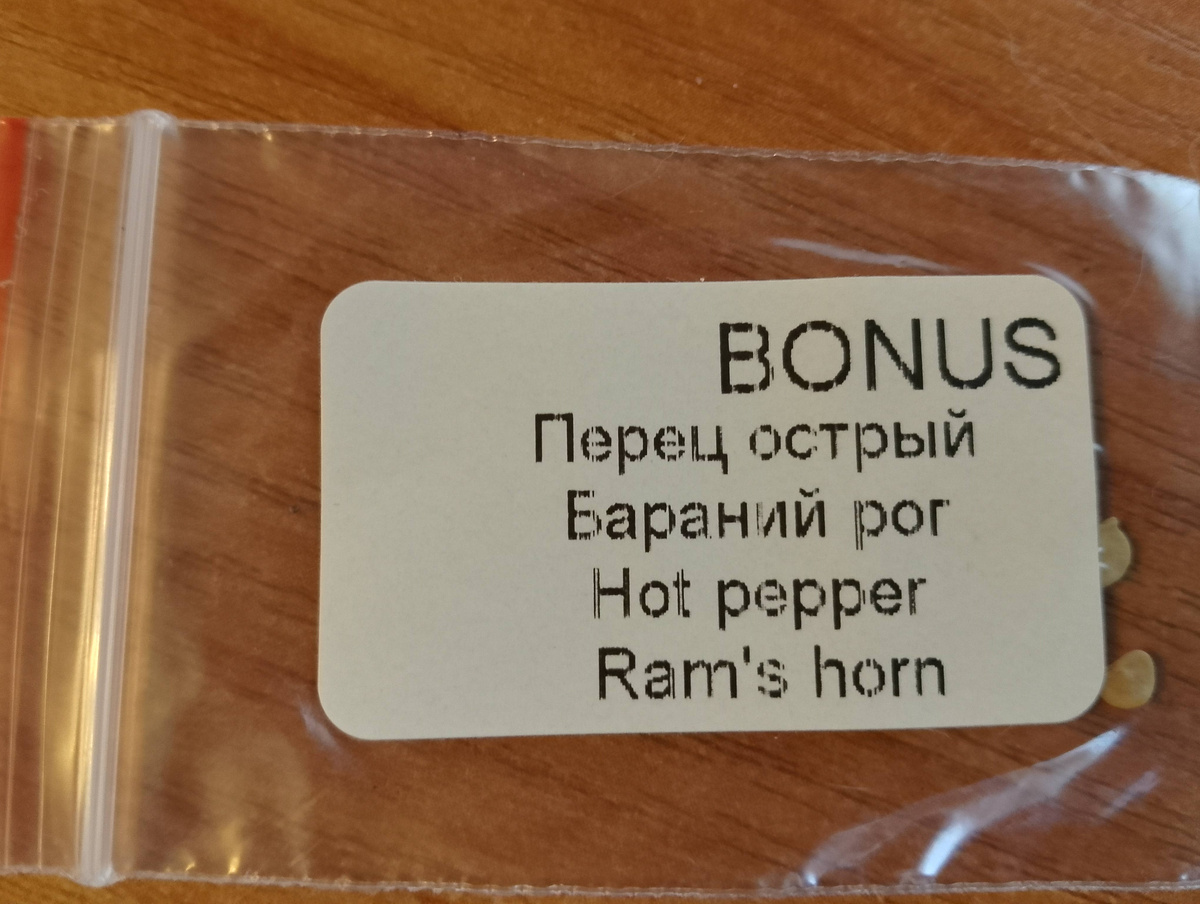 BONUS
Перец острый
Бараний рог
Hot pepper
Ram's horn